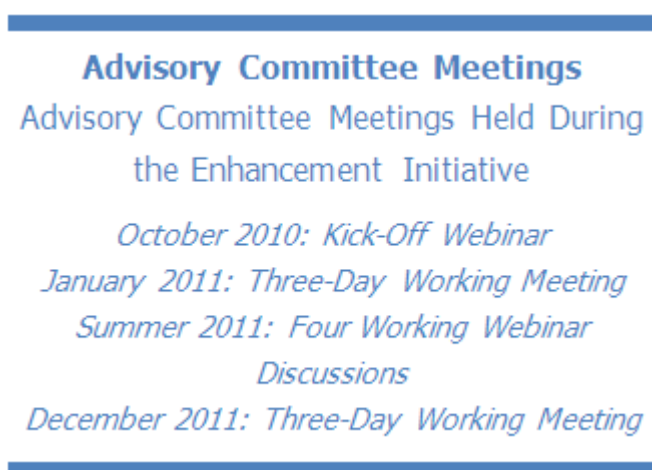 Advisory Committee Meetings
Advisory Committee Meetings Held During
the Enhancement Initiative
October 2010: Kick-Off Webinar
January 2011: Three-Day Working Meeting
Summer 2011: Four Working Webinar
Discussions
December 2011: Three-Day Working Meeting